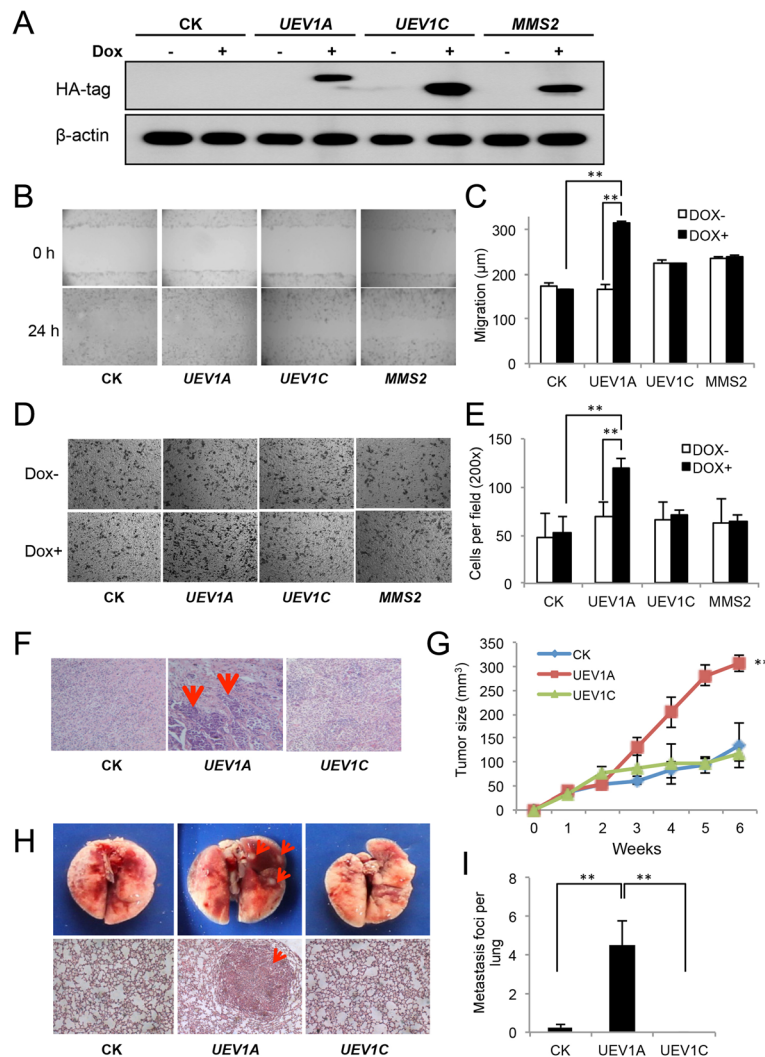 A
CK UEV1A UEV1C MMS2
Dox - + - + - + - +
HA-tag
β-actin
B
0 h
24 h
CK UEV1A UEV1C MMS2
C
**
**
DOX-
DOX+
Migration (μm)
300
200
100
0
CK UEV1A UEV1C MMS2
D
Dox-
Dox+
CK UEV1A UEV1C MMS2
E
**
**
DOX-
DOX+
Cells per field (200x)
150
100
50
0
CK UEV1A UEV1C MMS2
F
CK UEV1A UEV1C
G
CK
UEV1A
UEV1C
**
Tumor size (mm3)
350
300
250
200
150
100
50
0
0 1 2 3 4 5 6
Weeks
H
CK UEV1A UEV1C
I
** **
Metastasis foci per
lung
8
6
4
2
0
CK UEV1A UEV1C